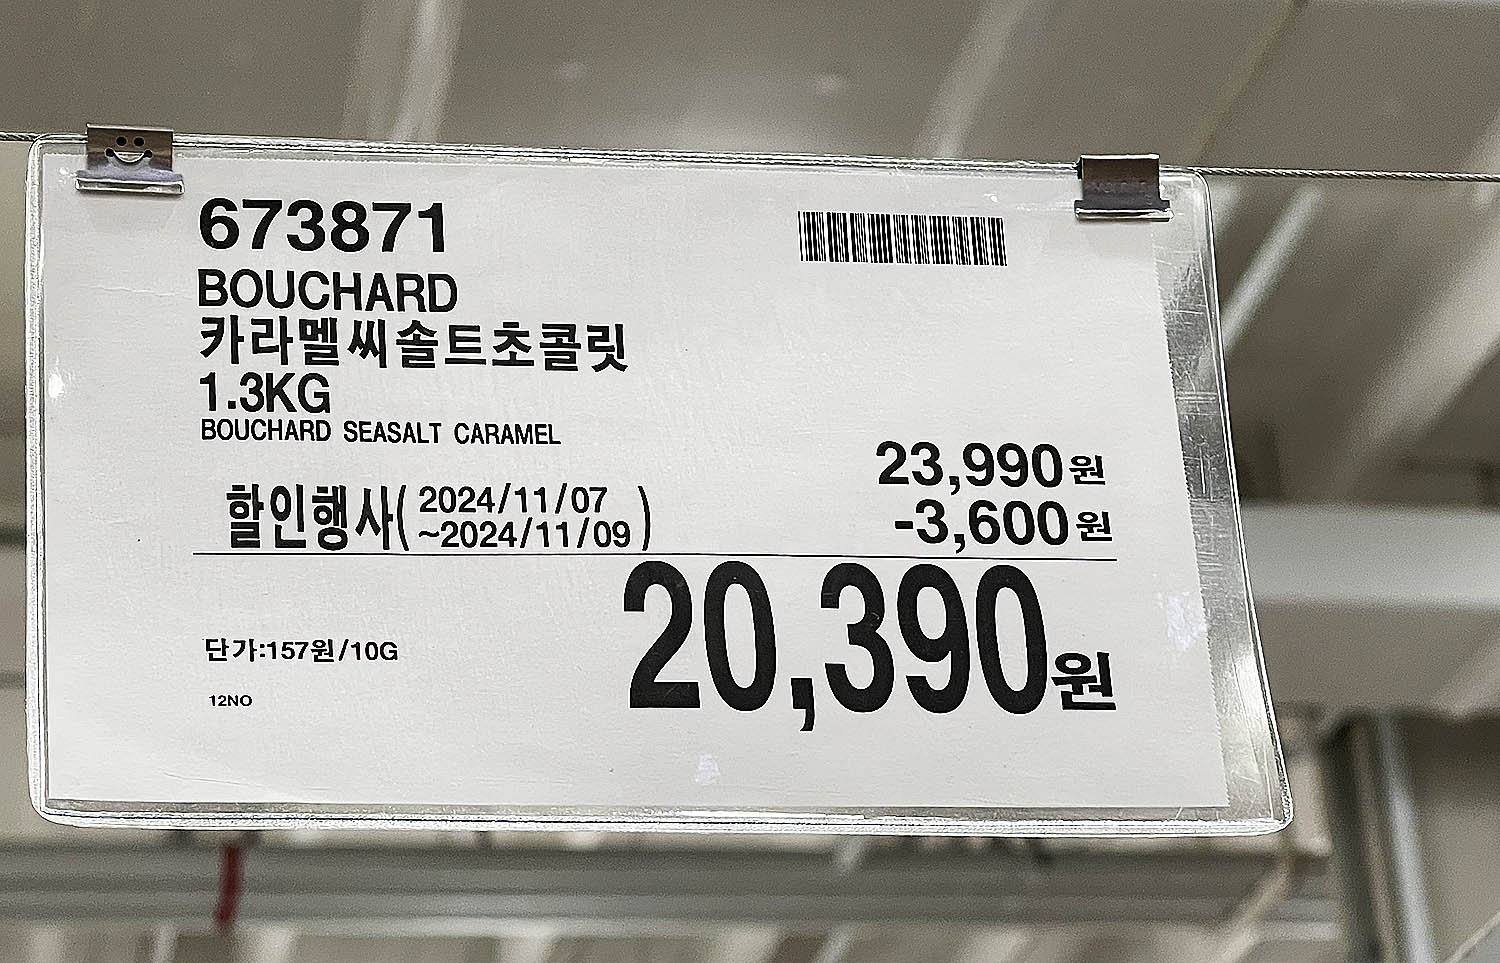 673871
BOUCHARD
카라멜씨솔트초콜릿
1.3KG
BOUCHARD SEASALT CARAMEL
23,990원
할인행사( 2024/11/07
~2024/11/09 )
-3,600원
20,390원
단가:157원/10G
12NO